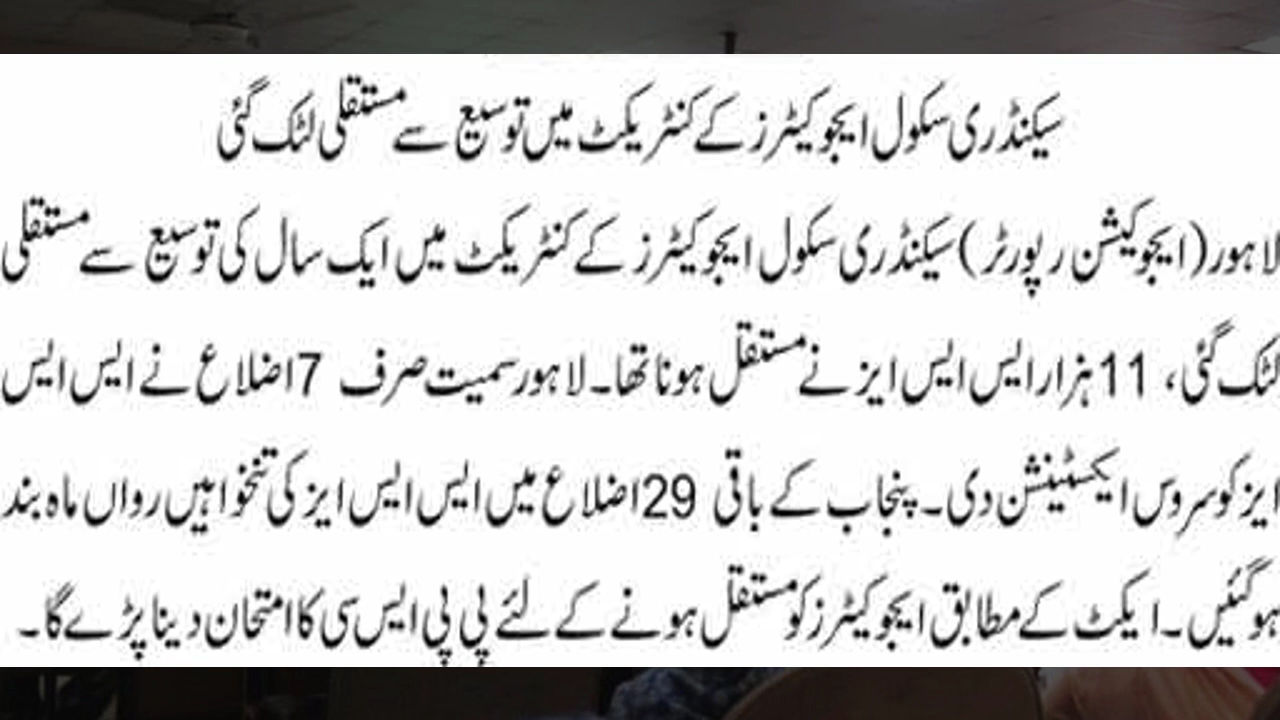 سیکنڈری سکول ایجوکیٹرز کے کنٹریکٹ میں توسیع سے مستقلی لٹک گئی
لاہور (ایجوکیشن رپورٹر) سیکنڈری سکول ایجوکیٹرز کے کنٹریکٹ میں ایک سال کی توسیع سے مستقلی
لٹک گئی، 11 ہزار ایس ایس ایز نے مستقل ہونا تھا۔ لاہور سمیت صرف 7 اضلاع نے ایس ایس
ایز کو سروس ایکسٹینشن دی۔ پنجاب کے باقی 29 اضلاع میں ایس ایس ایز کی تنخواہیں رواں ماہ بند
ہو گئیں۔ ایکٹ کے مطابق ایجوکیٹرز کو مستقل ہونے کے لئے پی پی ایس سی کا امتحان دینا پڑے گا۔